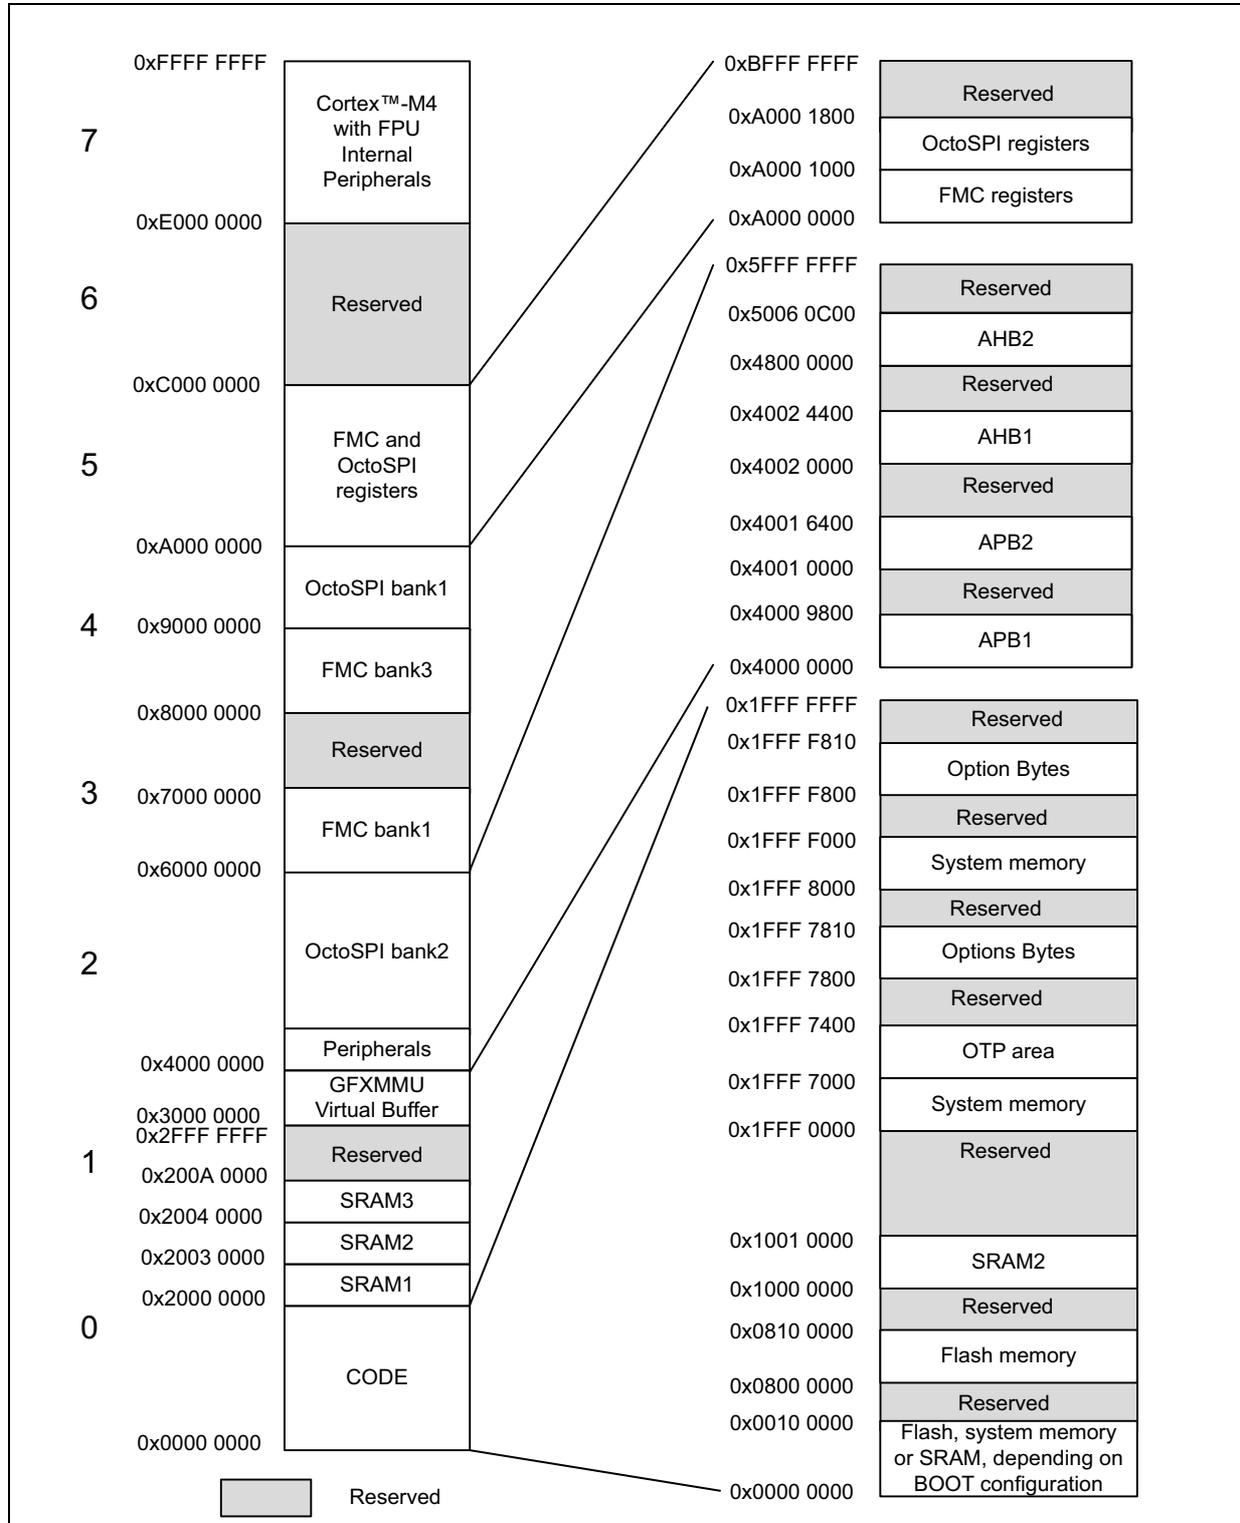 0xFFFF FFFF
Cortex™-M4
with FPU
Internal
Peripherals
7
0xE000 0000
6
Reserved
0xC000 0000
FMC and
OctoSPI
registers
5
0xA000 0000
OctoSPI bank1
4
0x9000 0000
FMC bank3
0x8000 0000
Reserved
3
0x7000 0000
FMC bank1
0x6000 0000
OctoSPI bank2
2
Peripherals
0x4000 0000
GFXMMU
Virtual Buffer
0x3000 0000
0x2FFF FFFF
Reserved
1
0x200A 0000
SRAM3
0x2004 0000
SRAM2
0x2003 0000
SRAM1
0x2000 0000
0
CODE
0x0000 0000
Reserved
0xBFFF FFFF
Reserved
0xA000 1800
OctoSPI registers
0xA000 1000
FMC registers
0xA000 0000
0x5FFF FFFF
Reserved
0x5006 0C00
AHB2
0x4800 0000
Reserved
0x4002 4400
AHB1
0x4002 0000
Reserved
0x4001 6400
APB2
0x4001 0000
Reserved
0x4000 9800
APB1
0x4000 0000
0x1FFF FFFF
Reserved
0x1FFF F810
Option Bytes
0x1FFF F800
Reserved
0x1FFF F000
System memory
0x1FFF 8000
Reserved
0x1FFF 7810
Options Bytes
0x1FFF 7800
Reserved
0x1FFF 7400
OTP area
0x1FFF 7000
System memory
0x1FFF 0000
Reserved
0x1001 0000
SRAM2
0x1000 0000
Reserved
0x0810 0000
Flash memory
0x0800 0000
Reserved
0x0010 0000
Flash, system memory
or SRAM, depending on
BOOT configuration
0x0000 0000